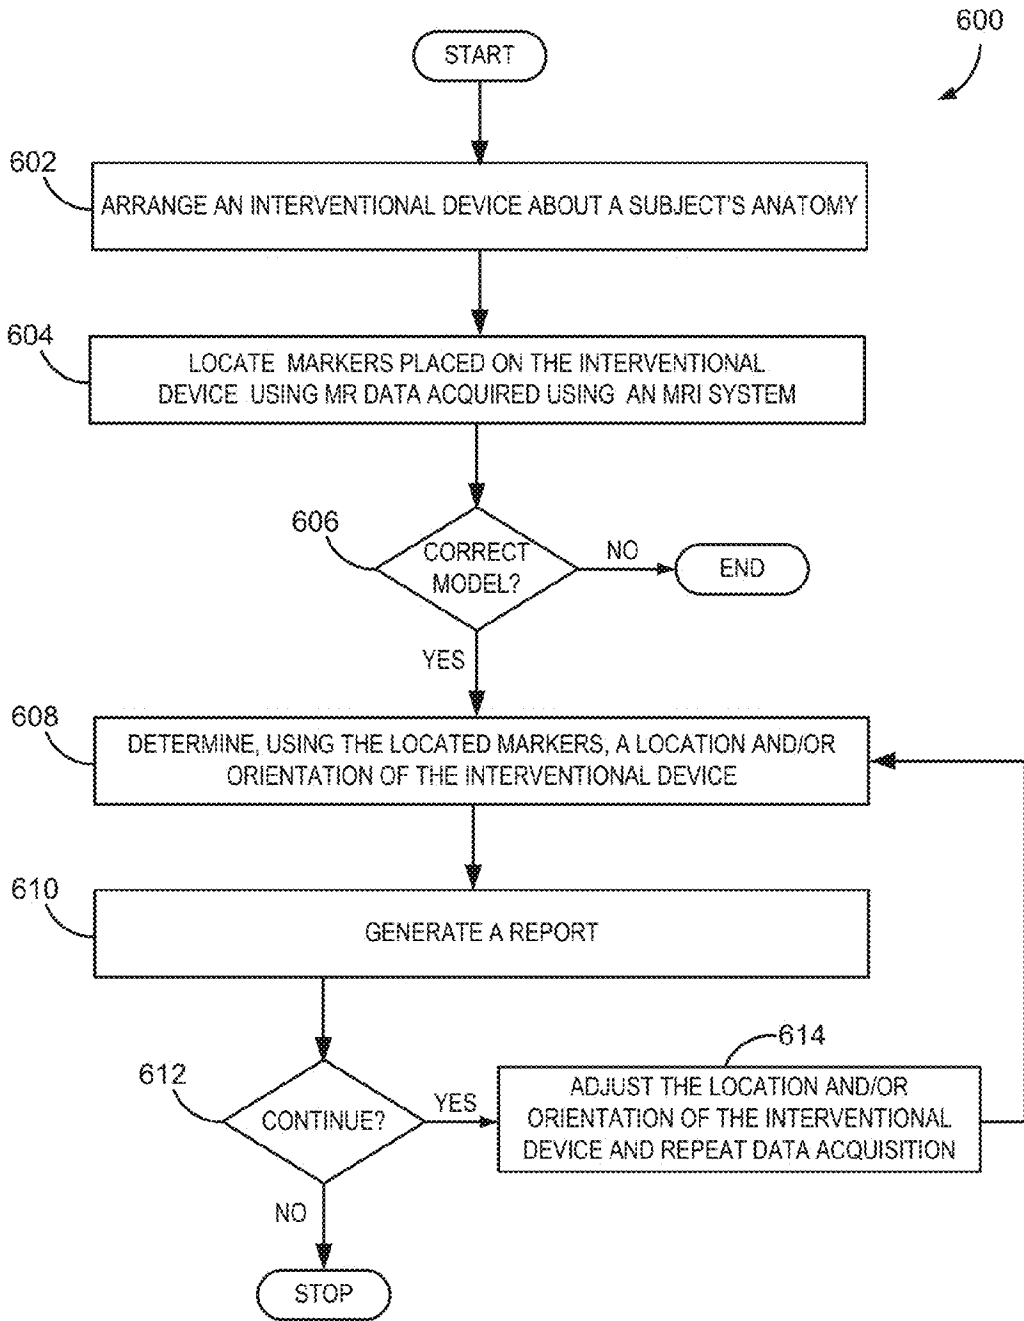 600
START
602
ARRANGE AN INTERVENTIONAL DEVICE ABOUT A SUBJECT'S ANATOMY
604
LOCATE MARKERS PLACED ON THE INTERVENTIONAL
DEVICE USING MR DATA ACQUIRED USING AN MRI SYSTEM
606
CORRECT
MODEL?
NO
END
YES
608
DETERMINE, USING THE LOCATED MARKERS, A LOCATION AND/OR
ORIENTATION OF THE INTERVENTIONAL DEVICE
610
GENERATE A REPORT
612
CONTINUE?
YES
614
ADJUST THE LOCATION AND/OR
ORIENTATION OF THE INTERVENTIONAL
DEVICE AND REPEAT DATA ACQUISITION
NO
STOP